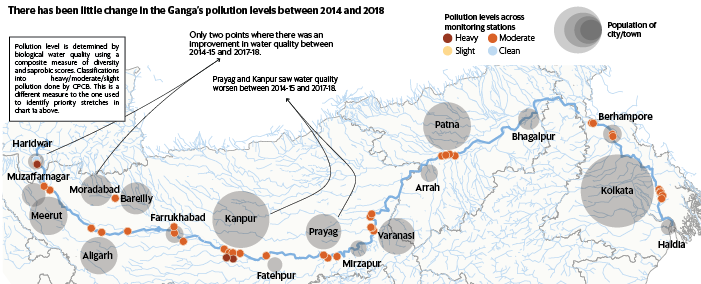 There has been little change in the Ganga's pollution levels between 2014 and 2018
Pollution levels across
monitoring stations
Heavy
Moderate
Slight
Clean
Population of
city/town
Pollution level is determined by
biological water quality using a
composite measure of diversity
and saprobic scores. Classifications
into heavy/moderate/slight
pollution done by CPCB. This is a
different measure to the one used
to identify priority stretches in
chart 1a above.
Only two points where there was an
improvement in water quality between
2014-15 and 2017-18.
Prayag and Kanpur saw water quality
worsen between 2014-15 and 2017-18.
Haridwar
Muzaffarnagar
Meerut
Moradabad
Bareilly
Aligarh
Farrukhabad
Kanpur
Fatehpur
Prayag
Mirzapur
Varanasi
Arrah
Patna
Bhagalpur
Berhampore
Kolkata
Haldia